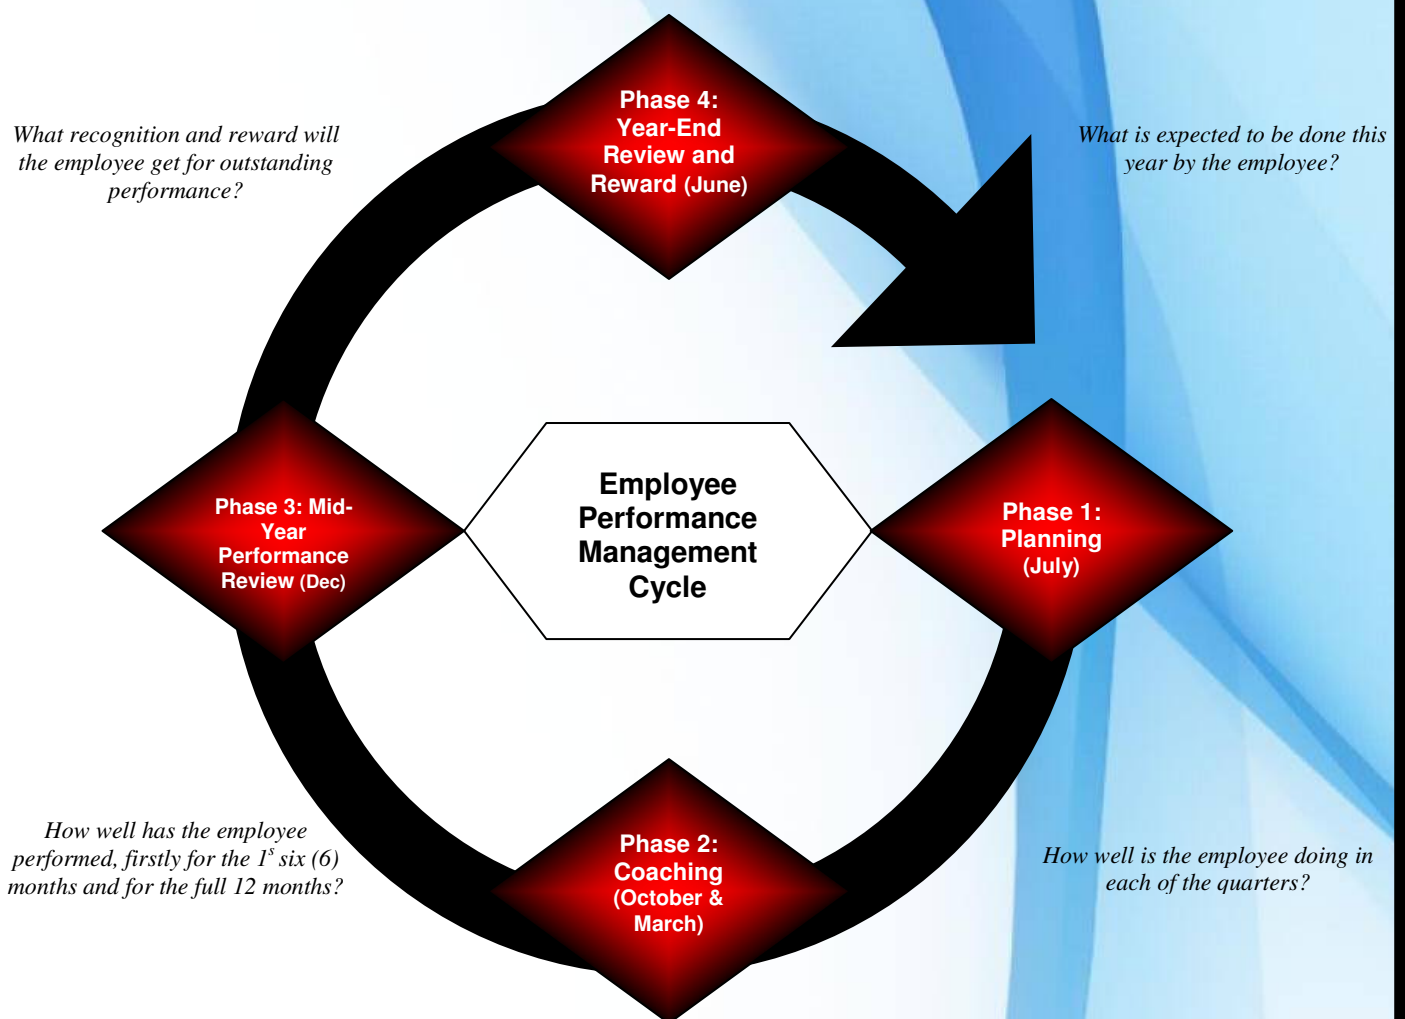 Phase 4:
Year-End
Review and
Reward (June)
What recognition and reward will
the employee get for outstanding
performance?
What is expected to be done this
year by the employee?
Employee
Performance
Management
Cycle
Phase 3: Mid-
Year
Performance
Review (Dec)
Phase 1:
Planning
(July)
How well has the employee
performed, firstly for the 1s six (6)
months and for the full 12 months?
Phase 2:
Coaching
(October &
March)
How well is the employee doing in
each of the quarters?